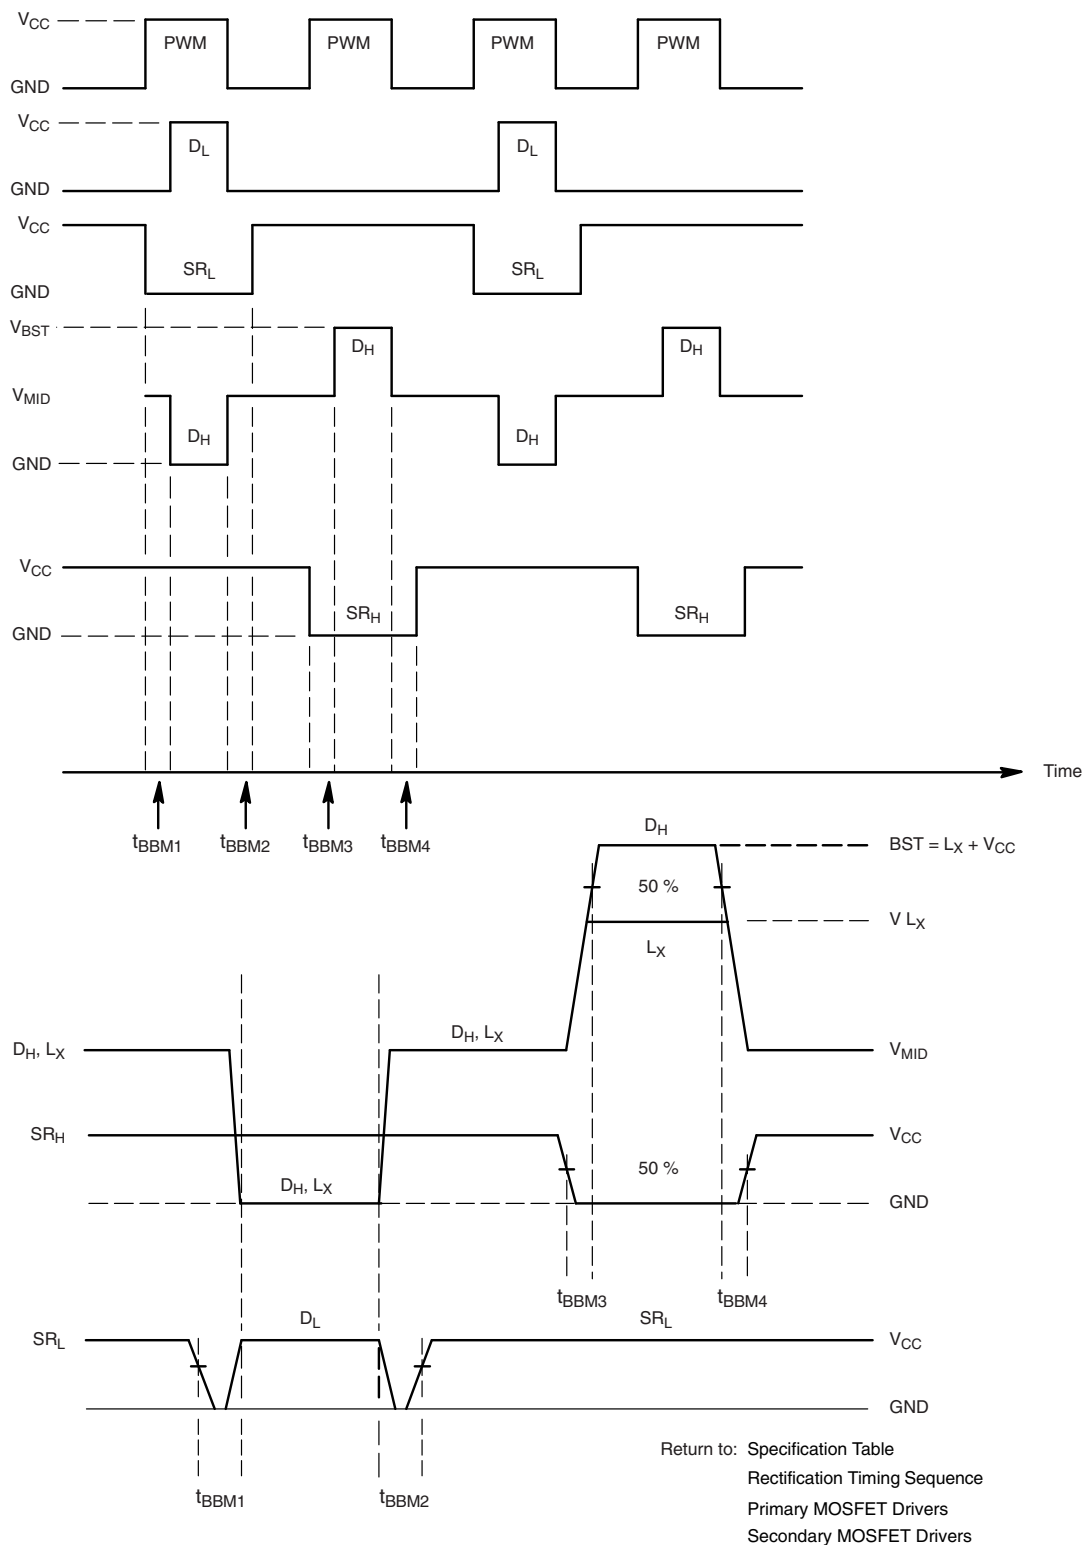 VCC
PWM PWM PWM PWM
GND
VCC
DL DL
GND
VCC
SRL SRL
GND
VBST
DH DH
VMID
DH DH
GND
VCC
SRH SRH
GND
Time
tBBM1 tBBM2 tBBM3 tBBM4
DH
BST = LX + VCC
50 %
V LX
LX
DH, LX
DH, LX VMID
SRH VCC
50 %
DH, LX
GND
tBBM3 tBBM4
DL SRL
SRL VCC
GND
tBBM1 tBBM2
Return to: Specification Table
Rectification Timing Sequence
Primary MOSFET Drivers
Secondary MOSFET Drivers